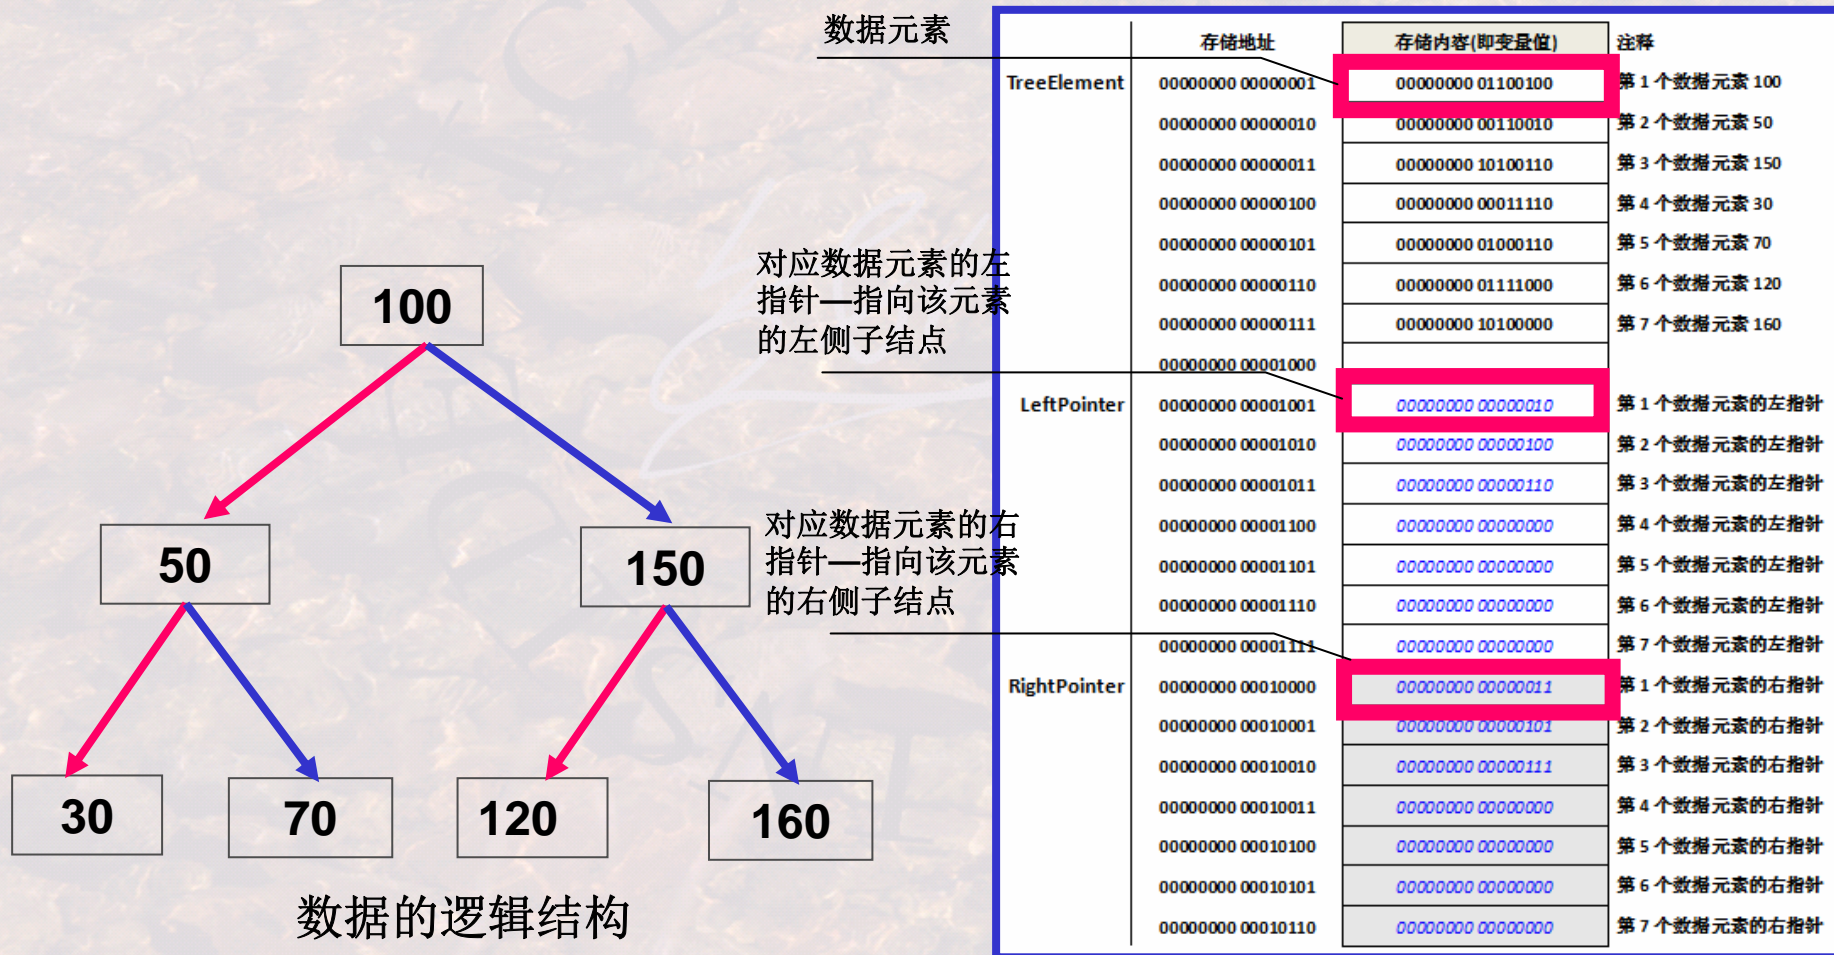 数据元素
对应数据元素的左
指针—指向该元素
的左侧子结点
对应数据元素的右
指针—指向该元素
的右侧子结点
100
50
150
30
70
120
160
数据的逻辑结构
存储地址 存储内容(即变量值) 注释
TreeElement 00000000 00000001 00000000 01100100 第 1 个数据元素 100
00000000 00000010 00000000 00110010 第 2 个数据元素 50
00000000 00000011 00000000 10100110 第 3 个数据元素 150
00000000 00000100 00000000 00011110 第 4 个数据元素 30
00000000 00000101 00000000 01000110 第 5 个数据元素 70
00000000 00000110 00000000 01111000 第 6 个数据元素 120
00000000 00000111 00000000 10100000 第 7 个数据元素 160
00000000 00001000
LeftPointer 00000000 00001001 00000000 00000010 第 1 个数据元素的左指针
00000000 00001010 00000000 00000100 第 2 个数据元素的左指针
00000000 00001011 00000000 00000110 第 3 个数据元素的左指针
00000000 00001100 00000000 00000000 第 4 个数据元素的左指针
00000000 00001101 00000000 00000000 第 5 个数据元素的左指针
00000000 00001110 00000000 00000000 第 6 个数据元素的左指针
00000000 00001111 00000000 00000000 第 7 个数据元素的左指针
RightPointer 00000000 00010000 00000000 00000011 第 1 个数据元素的右指针
00000000 00010001 00000000 00000101 第 2 个数据元素的右指针
00000000 00010010 00000000 00000111 第 3 个数据元素的右指针
00000000 00010011 00000000 00000000 第 4 个数据元素的右指针
00000000 00010100 00000000 00000000 第 5 个数据元素的右指针
00000000 00010101 00000000 00000000 第 6 个数据元素的右指针
00000000 00010110 00000000 00000000 第 7 个数据元素的右指针